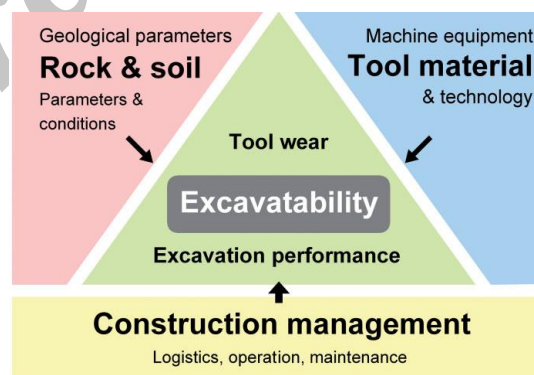 Geological parameters
Rock & soil
Parameters &
conditions
Machine equipment
Tool material
& technology
Tool wear
Excavatability
Excavation performance
Construction management
Logistics, operation, maintenance